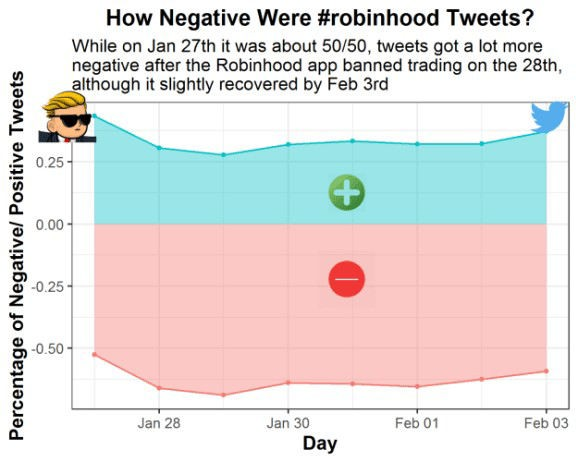 How Negative Were #robinhood Tweets?
While on Jan 27th it was about 50/50, tweets got a lot more
negative after the Robinhood app banned trading on the 28th,
although it slightly recovered by Feb 3rd
Percentage of Negative/ Positive Tweets
0.25
0.00
-0.25
-0.50
Jan 28
Jan 30
Feb 01
Feb 03
Day